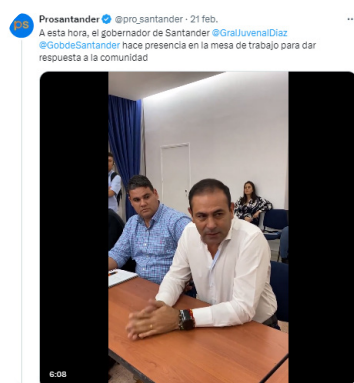 ps
Prosantander @pro_santander · 21 feb.
A esta hora, el gobernador de Santander @GralJuvenalDiaz
@GobdeSantander hace presencia en la mesa de trabajo para dar
respuesta a la comunidad
6:08